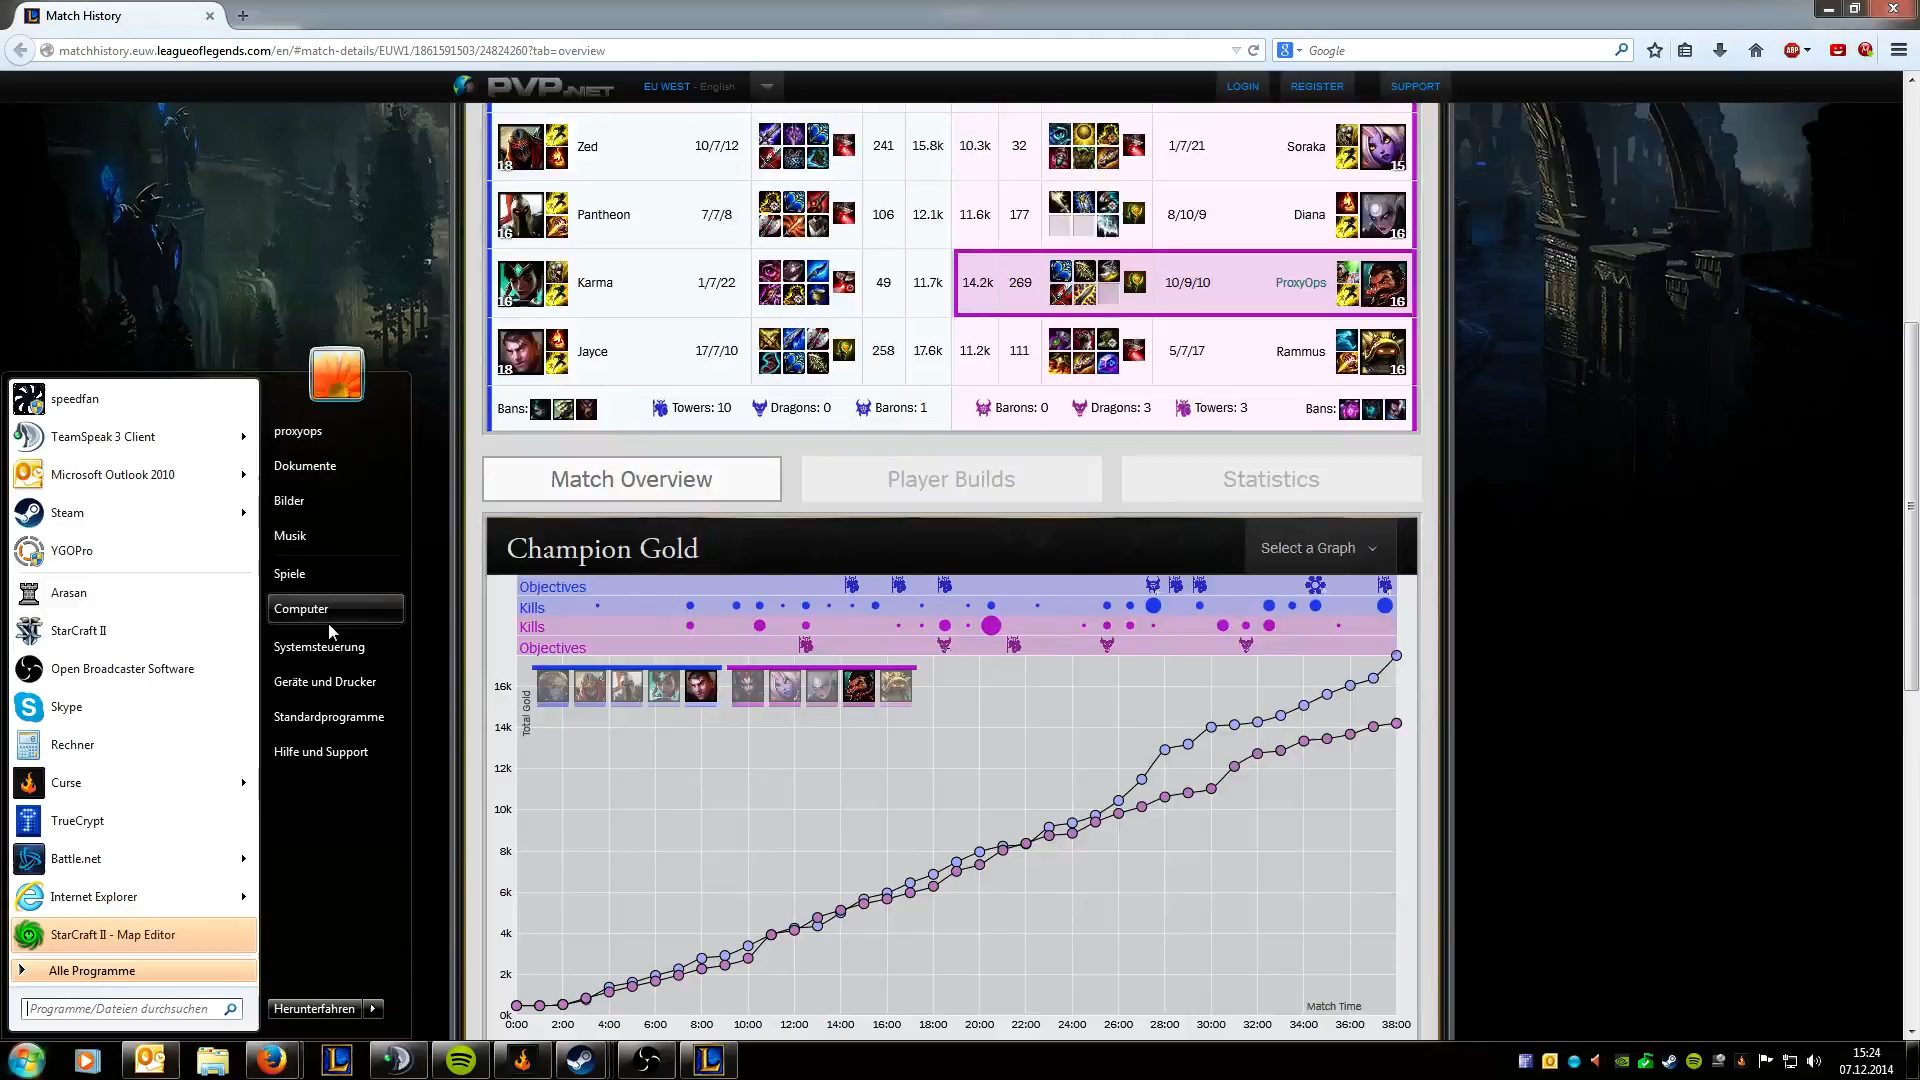 Match History
matchhistory.euw.leagueoflegends.com/en/#match-details/EUW1/1861591503/24824260?tab=overview
Google
ABP
PVP.NET
EU WEST - English
LOGIN
REGISTER
SUPPORT
18 Zed 10/7/12 241 15.8k 10.3k 32 1/7/21 Soraka 15
16 Pantheon 7/7/8 106 12.1k 11.6k 177 8/10/9 Diana 16
16 Karma 1/7/22 49 11.7k 14.2k 269 10/9/10 ProxyOps 16
18 Jayce 17/7/10 258 17.6k 11.2k 111 5/7/17 Rammus 16
Bans: Towers: 10 Dragons: 0 Barons: 1 Barons: 0 Dragons: 3 Towers: 3 Bans:
Match Overview
Player Builds
Statistics
Champion Gold
Select a Graph
Objectives
Kills
Kills
Objectives
Total Gold
16k
14k
12k
10k
8k
6k
4k
2k
0k
Match Time
0:00 2:00 4:00 6:00 8:00 10:00 12:00 14:00 16:00 18:00 20:00 22:00 24:00 26:00 28:00 30:00 32:00 34:00 36:00 38:00
speedfan
TeamSpeak 3 Client
Microsoft Outlook 2010
Steam
YGOPro
Arasan
StarCraft II
Open Broadcaster Software
Skype
Rechner
Curse
TrueCrypt
Battle.net
Internet Explorer
StarCraft II - Map Editor
Alle Programme
Programme/Dateien durchsuchen
proxyops
Dokumente
Bilder
Musik
Spiele
Computer
Systemsteuerung
Geräte und Drucker
Standardprogramme
Hilfe und Support
Herunterfahren
15:24
07.12.2014